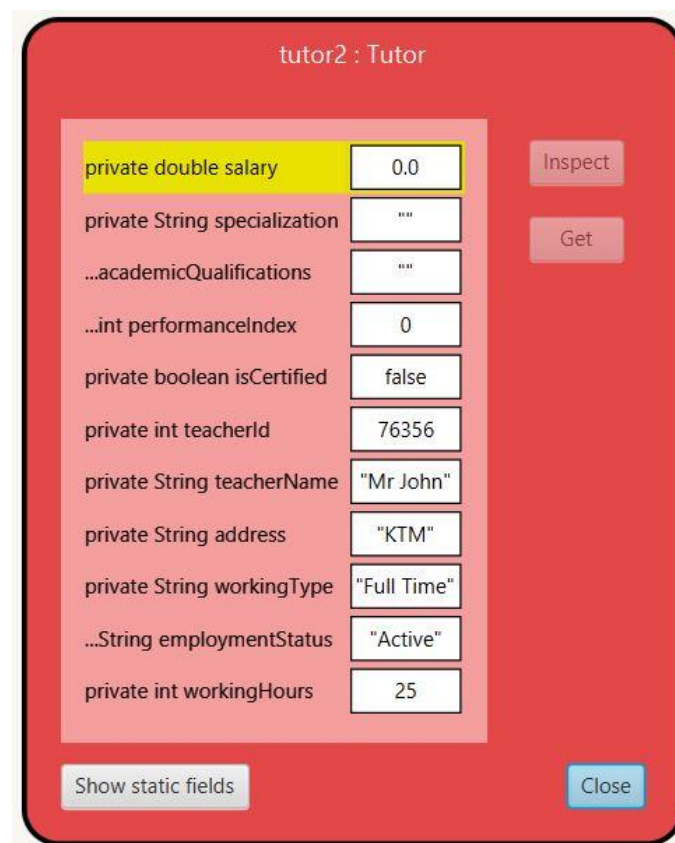 tutor2 : Tutor
private double salary 0.0
Inspect
private String specialization ""
Get
...academicQualifications ""
...int performanceIndex 0
private boolean isCertified false
private int teacherId 76356
private String teacherName "Mr John"
private String address "KTM"
private String workingType "Full Time"
...String employmentStatus "Active"
private int workingHours 25
Show static fields
Close